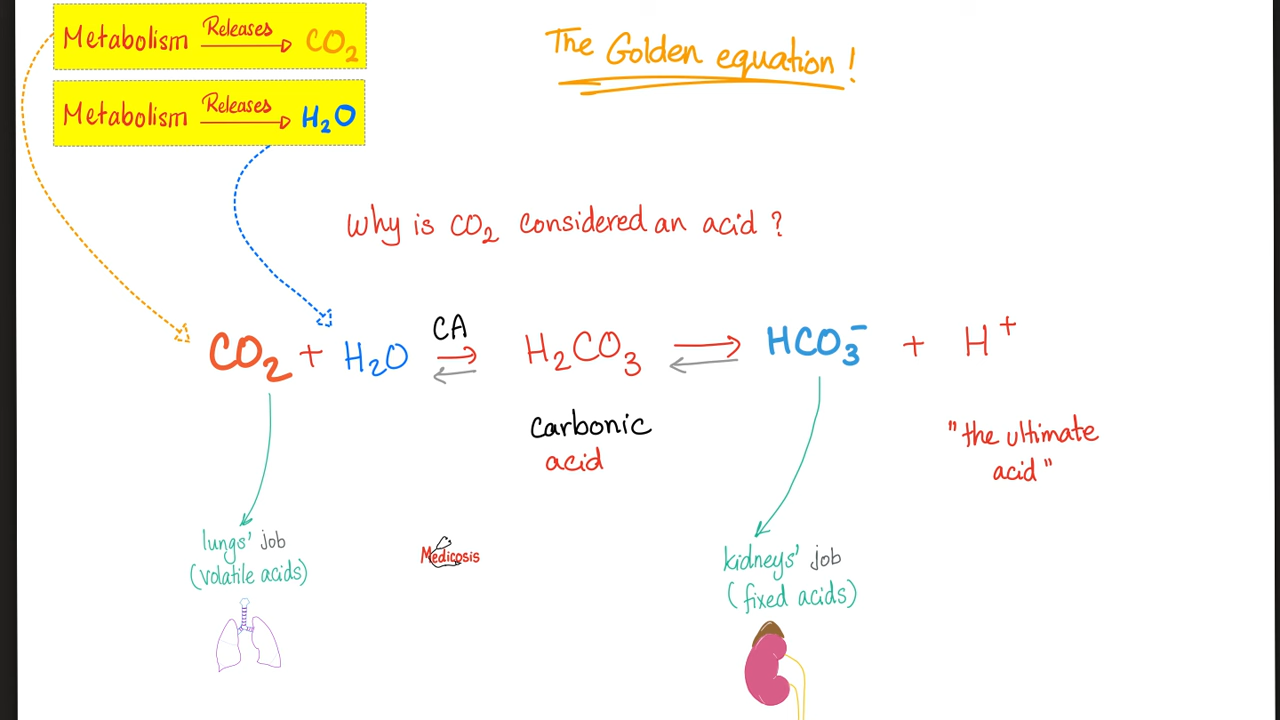 Metabolism Releases CO₂
Metabolism Releases H₂O
The Golden equation!
Why is CO₂ considered an acid?
CA
CO₂ + H₂O H₂CO₃ HCO₃⁻ + H⁺
carbonic
acid
"the ultimate
acid"
lungs' job
(volatile acids)
Medicosis
kidneys' job
(fixed acids)